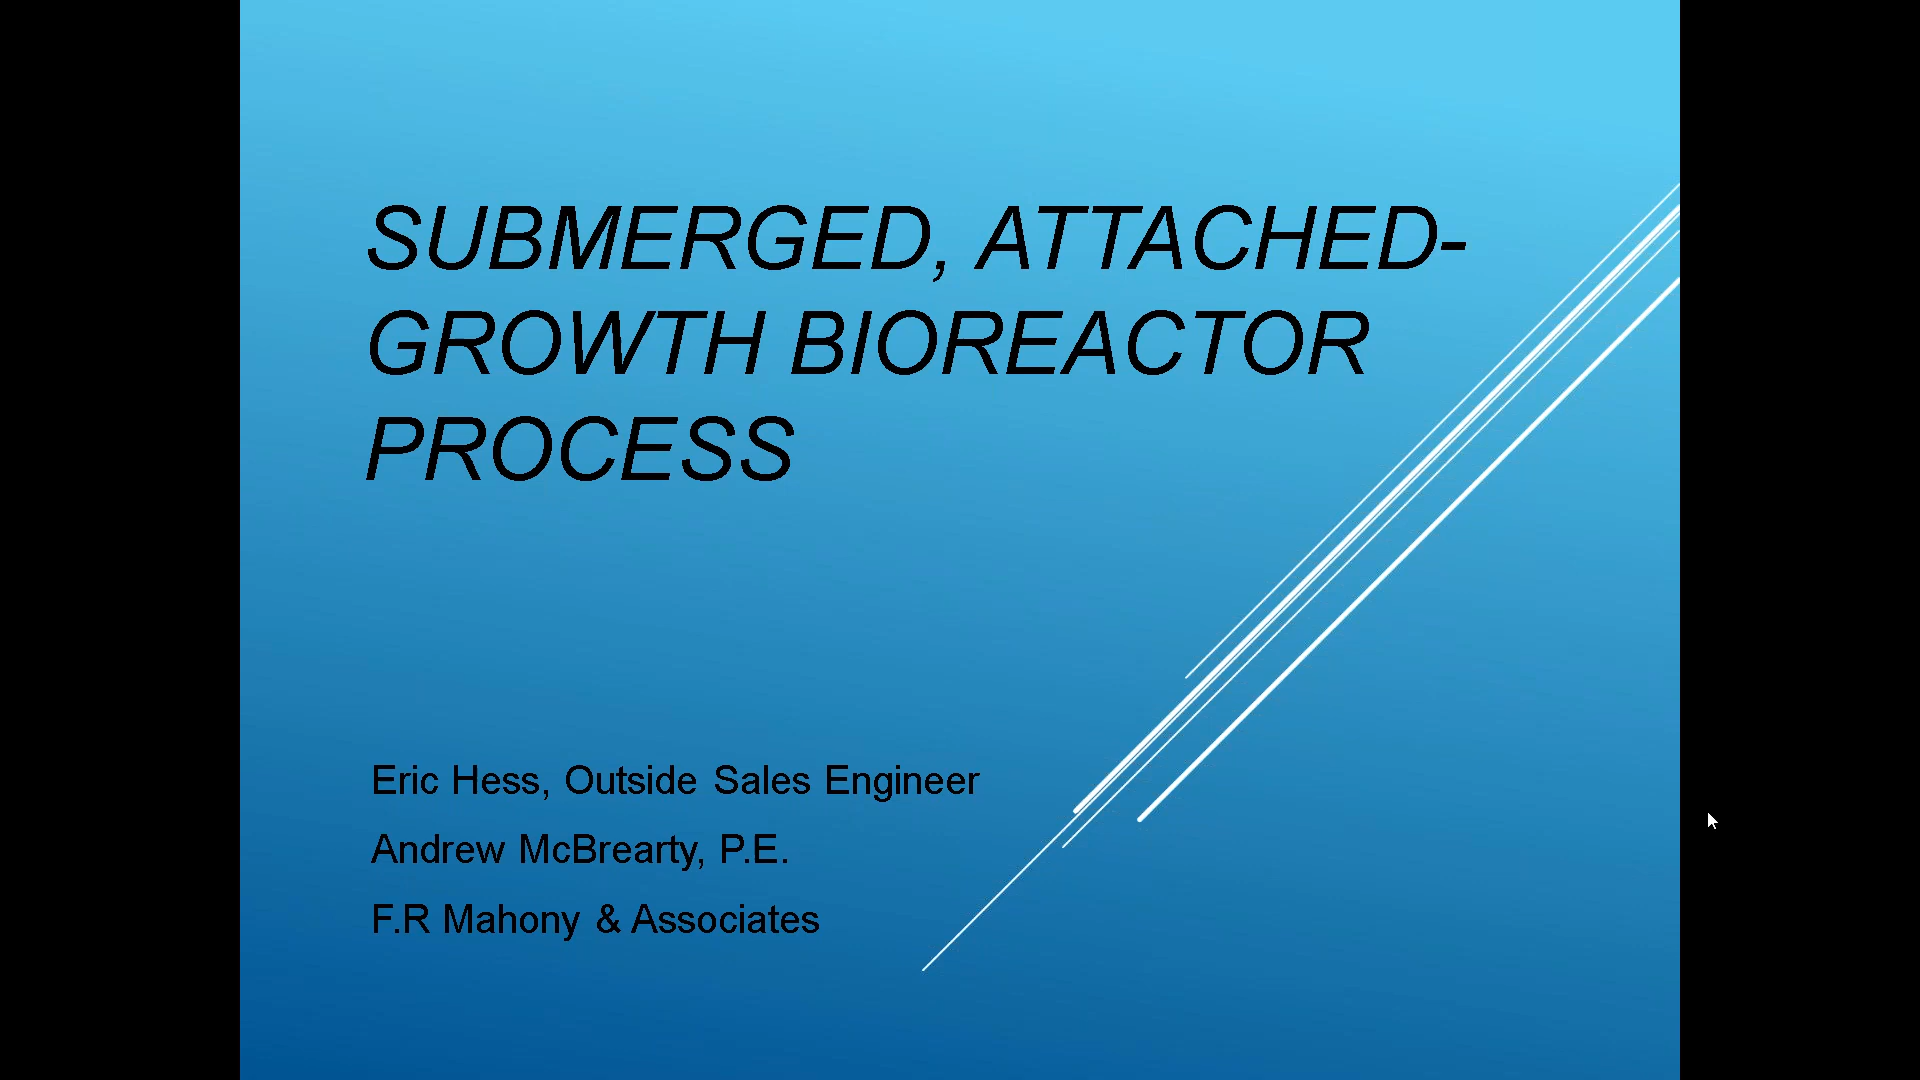 SUBMERGED, ATTACHED-
GROWTH BIOREACTOR
PROCESS
Eric Hess, Outside Sales Engineer
Andrew McBrearty, P.E.
F.R Mahony & Associates